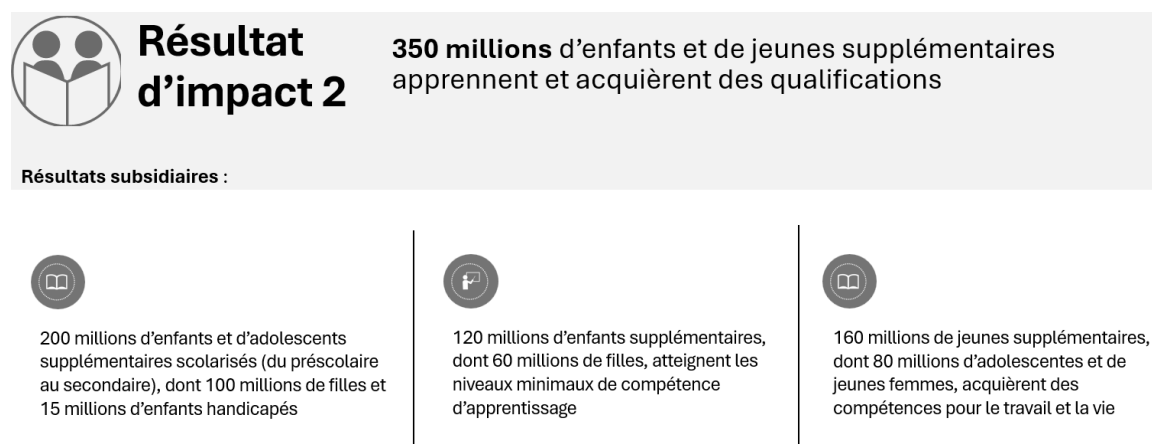 Résultat
d’impact 2
350 millions d’enfants et de jeunes supplémentaires
apprennent et acquièrent des qualifications
Résultats subsidiaires :
200 millions d’enfants et d’adolescents
supplémentaires scolarisés (du préscolaire
au secondaire), dont 100 millions de filles et
15 millions d’enfants handicapés
120 millions d’enfants supplémentaires,
dont 60 millions de filles, atteignent les
niveaux minimaux de compétence
d’apprentissage
160 millions de jeunes supplémentaires,
dont 80 millions d’adolescentes et de
jeunes femmes, acquièrent des
compétences pour le travail et la vie